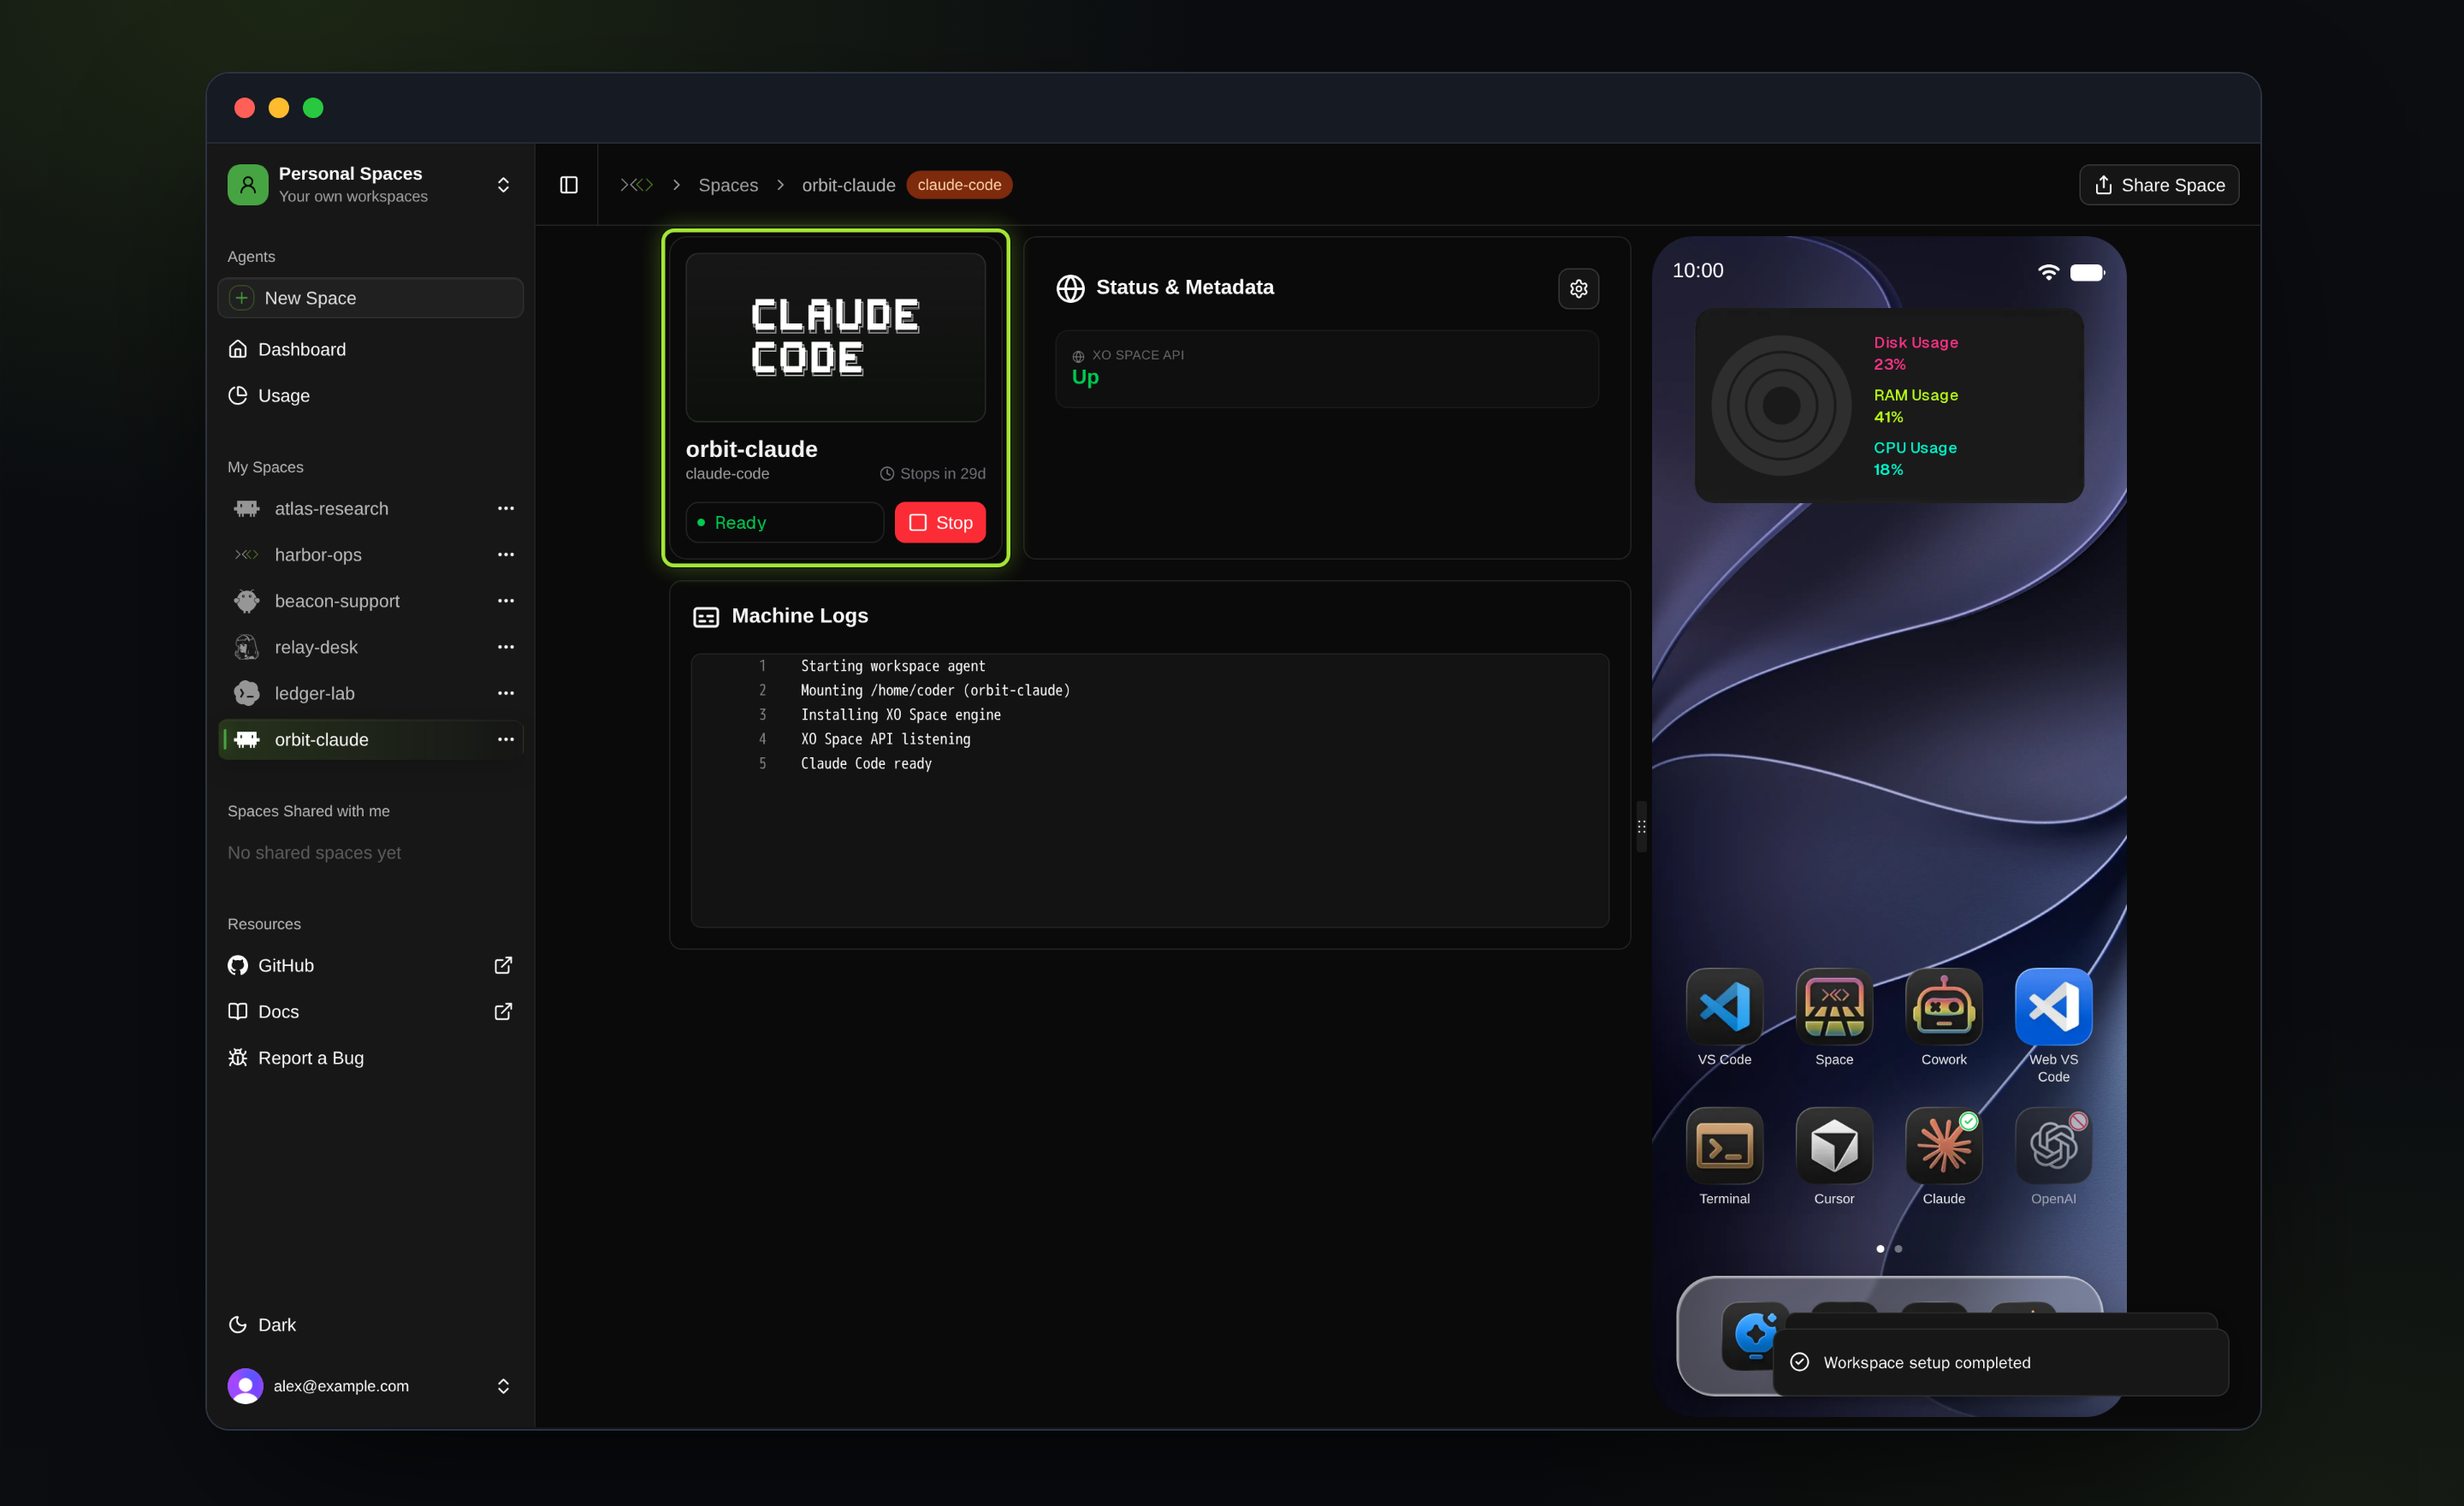 Personal Spaces
Your own workspaces
Agents
New Space
Dashboard
Usage
My Spaces
atlas-research
harbor-ops
beacon-support
relay-desk
ledger-lab
orbit-claude
Spaces Shared with me
No shared spaces yet
Resources
GitHub
Docs
Report a Bug
Dark
alex@example.com
Spaces
orbit-claude
claude-code
Share Space
CLAUDE
CODE
orbit-claude
claude-code
Stops in 29d
Ready
Stop
Status & Metadata
XO SPACE API
Up
Machine Logs
1 Starting workspace agent
2 Mounting /home/coder (orbit-claude)
3 Installing XO Space engine
4 XO Space API listening
5 Claude Code ready
10:00
Disk Usage
23%
RAM Usage
41%
CPU Usage
18%
VS Code
Space
Cowork
Web VS
Code
Terminal
Cursor
Claude
OpenAI
Workspace setup completed